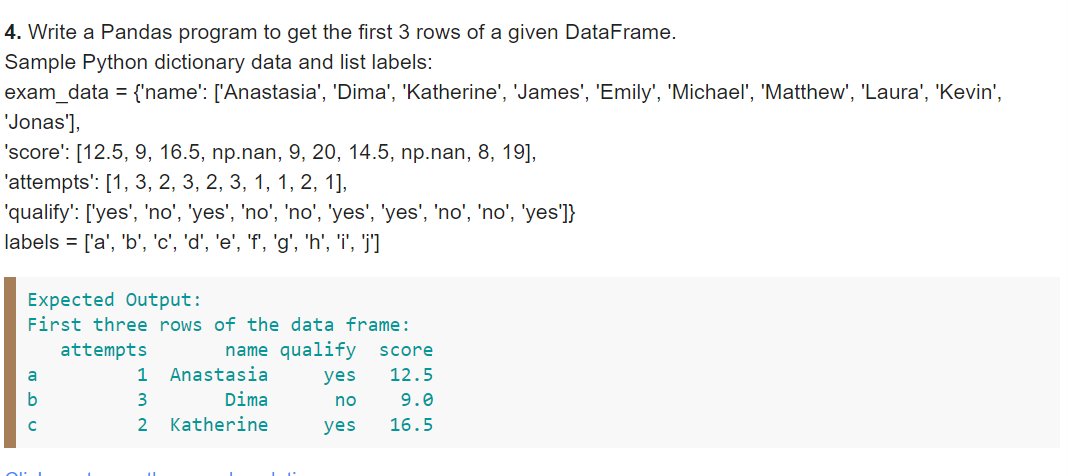 4. Write a Pandas program to get the first 3 rows of a given DataFrame.
Sample Python dictionary data and list labels:
exam_data = {'name': ['Anastasia', 'Dima', 'Katherine', 'James', 'Emily', 'Michael', 'Matthew', 'Laura', 'Kevin',
'Jonas'],
'score': [12.5, 9, 16.5, np.nan, 9, 20, 14.5, np.nan, 8, 19],
'attempts': [1, 3, 2, 3, 2, 3, 1, 1, 2, 1],
'qualify': ['yes', 'no', 'yes', 'no', 'no', 'yes', 'yes', 'no', 'no', 'yes']}
labels = ['a', 'b', 'c', 'd', 'e', 'f', 'g', 'h', 'i', 'j']
Expected Output:
First three rows of the data frame:
   attempts       name qualify  score
a         1  Anastasia     yes   12.5
b         3       Dima      no    9.0
c         2  Katherine     yes   16.5